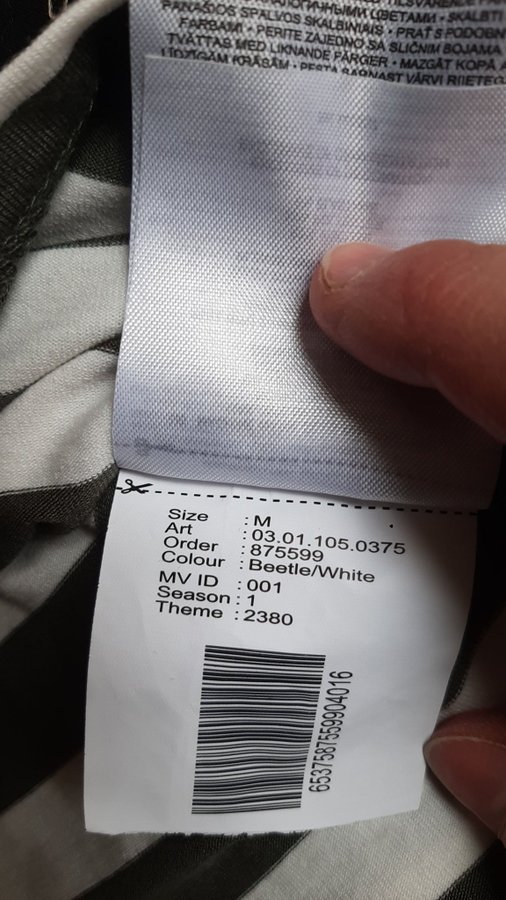 PANAŠIOS SPALVOS SKALBINIAIS • SKALBTI
FARBAMI • PERITE ZAJEDNO SA SLIČNIM BOJAMA
TVÄTTAS MED LIKNANDE FÄRGER • MAZGĀT KOPĀ A
LĪDZĪGĀM KRĀSĀM • PESTA SARNAST VÄRVI RIIETEG
Size : M
Art : 03.01.105.0375
Order : 875599
Colour : Beetle/White
MV ID : 001
Season : 1
Theme : 2380
6537587559904016